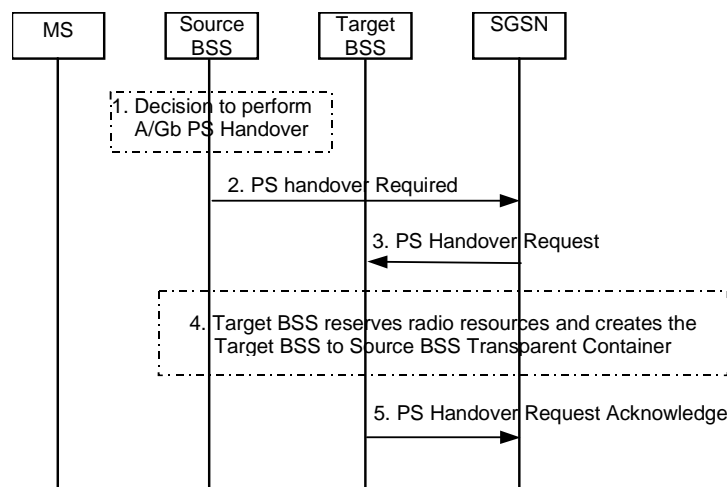 MS
Source
BSS
Target
BSS
SGSN
1. Decision to perform
A/Gb PS Handover
2. PS handover Required
3. PS Handover Request
4. Target BSS reserves radio resources and creates the
Target BSS to Source BSS Transparent Container
5. PS Handover Request Acknowledge